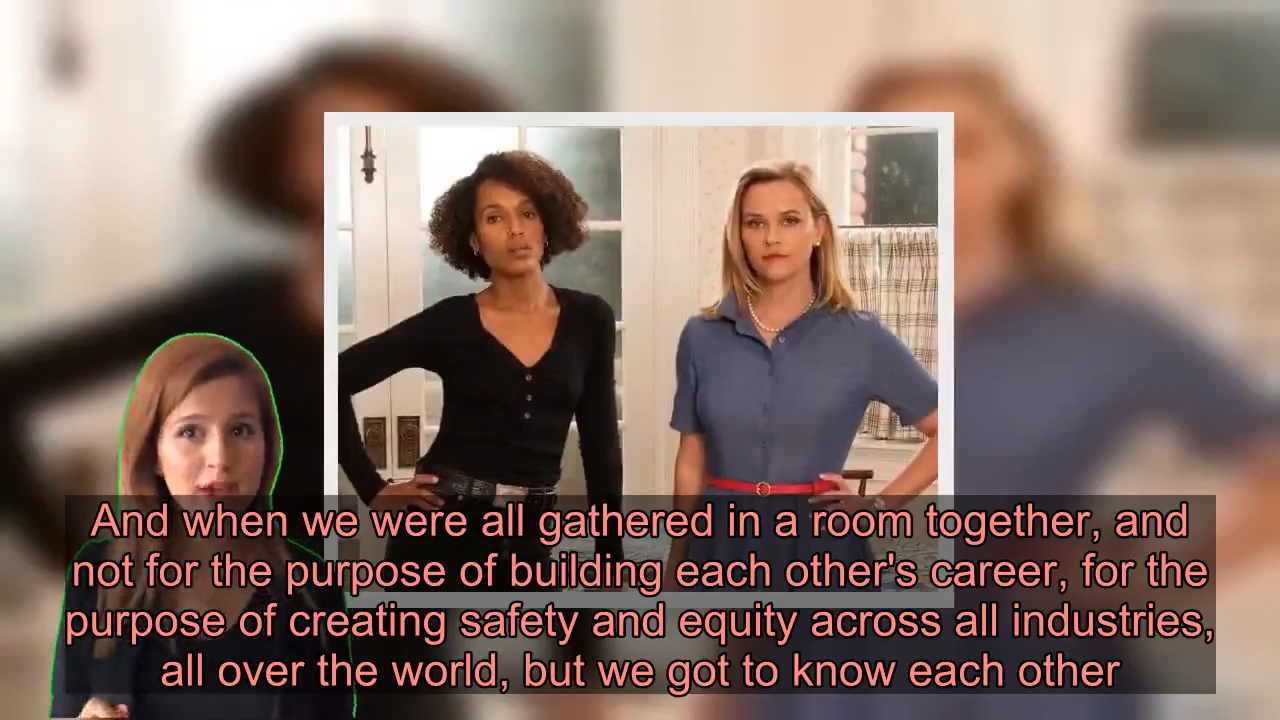 And when we were all gathered in a room together, and
not for the purpose of building each other's career, for the
purpose of creating safety and equity across all industries,
all over the world, but we got to know each other